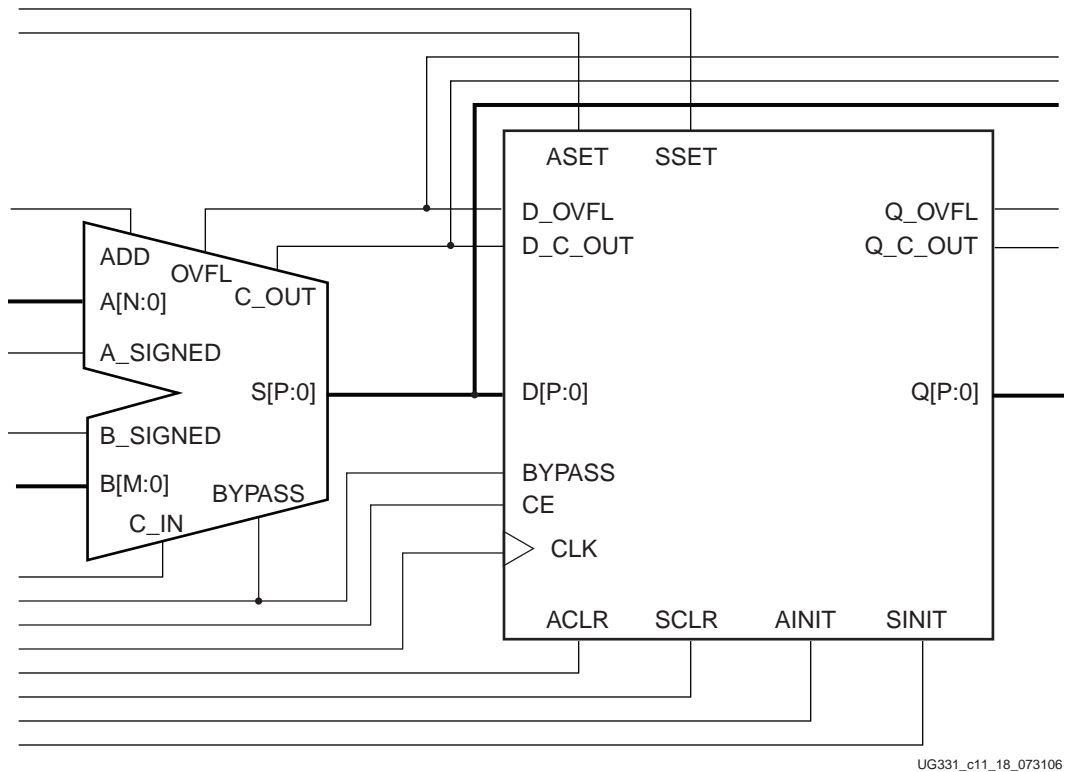 ASET SSET
D_OVFL Q_OVFL
D_C_OUT Q_C_OUT
ADD
OVFL
C_OUT
A[N:0]
A_SIGNED
S[P:0] D[P:0] Q[P:0]
B_SIGNED
B[M:0] BYPASS BYPASS
CE
C_IN
CLK
ACLR SCLR AINIT SINIT
UG331_c11_18_073106